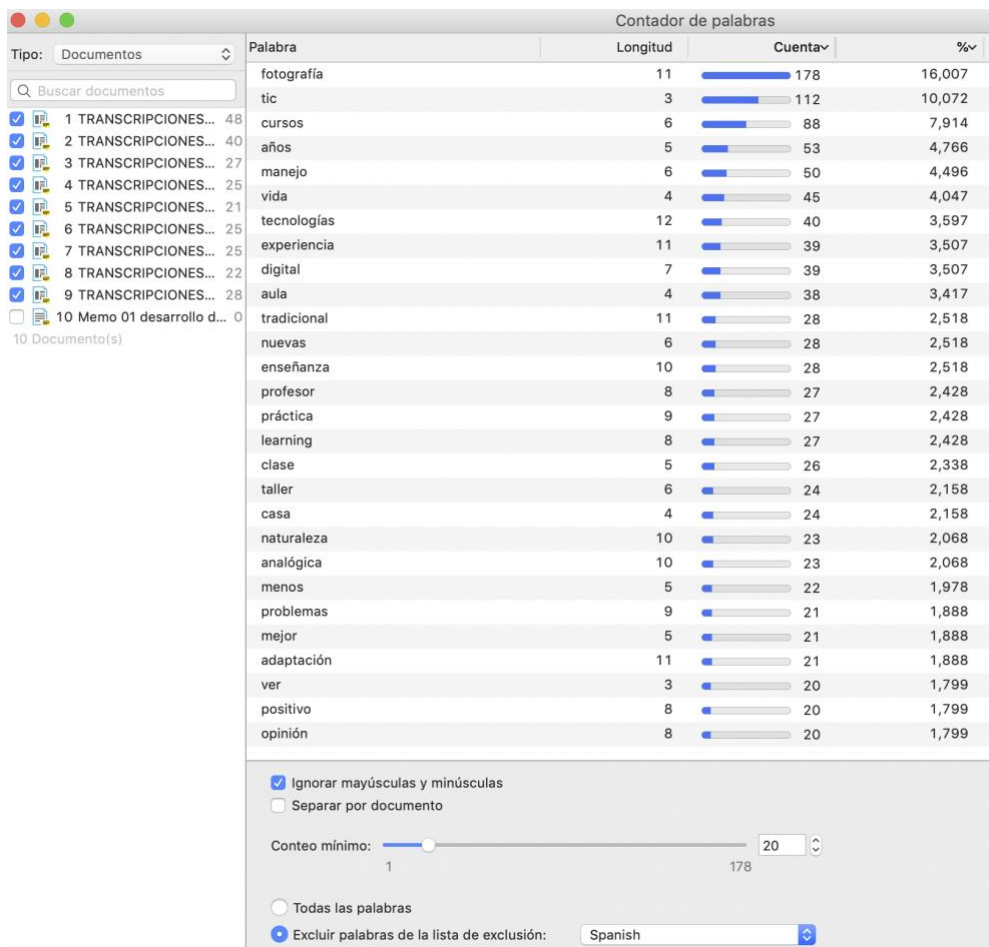 Contador de palabras
Tipo: Documentos
Buscar documentos
1 TRANSCRIPCIONES... 48
2 TRANSCRIPCIONES... 40
3 TRANSCRIPCIONES... 27
4 TRANSCRIPCIONES... 25
5 TRANSCRIPCIONES... 21
6 TRANSCRIPCIONES... 25
7 TRANSCRIPCIONES... 25
8 TRANSCRIPCIONES... 22
9 TRANSCRIPCIONES... 28
10 Memo 01 desarrollo d... 0
10 Documento(s)
Palabra Longitud Cuenta %
fotografía 11 178 16,007
tic 3 112 10,072
cursos 6 88 7,914
años 5 53 4,766
manejo 6 50 4,496
vida 4 45 4,047
tecnologías 12 40 3,597
experiencia 11 39 3,507
digital 7 39 3,507
aula 4 38 3,417
tradicional 11 28 2,518
nuevas 6 28 2,518
enseñanza 10 28 2,518
profesor 8 27 2,428
práctica 9 27 2,428
learning 8 27 2,428
clase 5 26 2,338
taller 6 24 2,158
casa 4 24 2,158
naturaleza 10 23 2,068
analógica 10 23 2,068
menos 5 22 1,978
problemas 9 21 1,888
mejor 5 21 1,888
adaptación 11 21 1,888
ver 3 20 1,799
positivo 8 20 1,799
opinión 8 20 1,799
Ignorar mayúsculas y minúsculas
Separar por documento
Conteo mínimo: 20
1 178
Todas las palabras
Excluir palabras de la lista de exclusión: Spanish